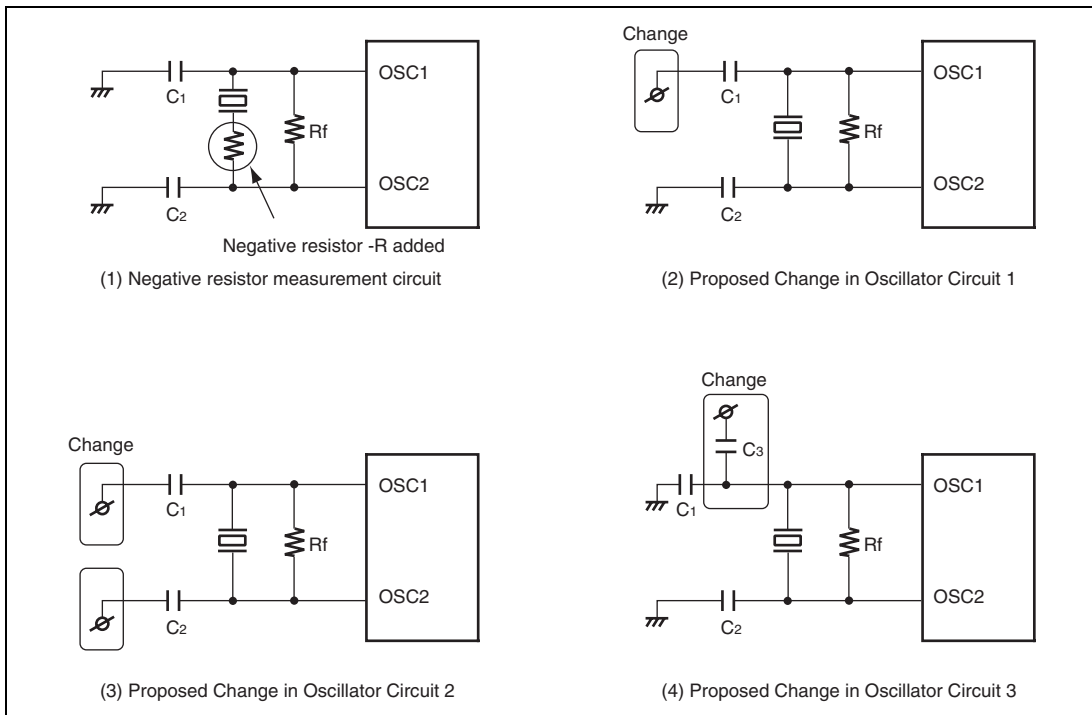 OSC1
C1
Rf
OSC2
C2
Negative resistor -R added
(1) Negative resistor measurement circuit
Change
OSC1
C1
Rf
OSC2
C2
(2) Proposed Change in Oscillator Circuit 1
Change
OSC1
C1
Rf
OSC2
C2
(3) Proposed Change in Oscillator Circuit 2
Change
C3
OSC1
C1
Rf
OSC2
C2
(4) Proposed Change in Oscillator Circuit 3